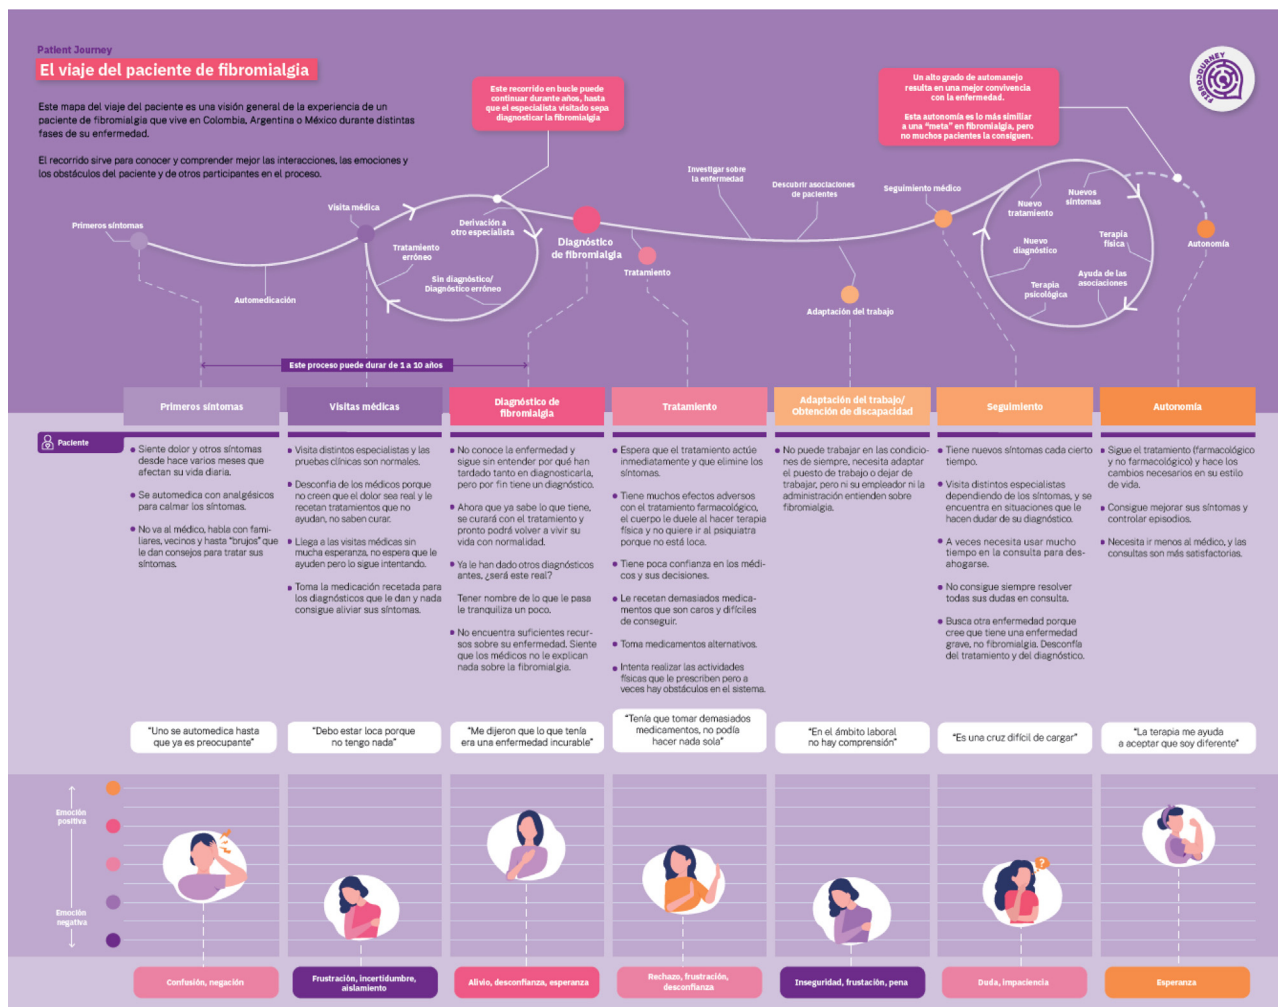 Patient Journey
El viaje del paciente de fibromialgia
Este mapa del viaje del paciente es una visión general de la experiencia de un
paciente de fibromialgia que vive en Colombia, Argentina o México durante distintas
fases de su enfermedad.
El recorrido sirve para conocer y comprender mejor las interacciones, las emociones y
los obstáculos del paciente y de otros participantes en el proceso.
Este recorrido en bucle puede
continuar durante años, hasta
que el especialista visitado sepa
diagnosticar la fibromialgia
Un alto grado de automanejo
resulta en una mejor convivencia
con la enfermedad.
Esta autonomía es lo más similiar
a una “meta” en fibromialgia, pero
no muchos pacientes la consiguen.
FIBROJOURNEY
Primeros síntomas
Automedicación
Visita médica
Tratamiento
erróneo
Derivación a
otro especialista
Sin diagnóstico/
Diagnóstico erróneo
Diagnóstico
de fibromialgia
Tratamiento
Investigar sobre
la enfermedad
Descubrir asociaciones
de pacientes
Adaptación del trabajo
Seguimiento médico
Nuevo
tratamiento
Nuevos
síntomas
Nuevo
diagnóstico
Terapia
física
Terapia
psicológica
Ayuda de las
asociaciones
Autonomía
Este proceso puede durar de 1 a 10 años
Primeros síntomas
Visitas médicas
Diagnóstico de
fibromialgia
Tratamiento
Adaptación del trabajo/
Obtención de discapacidad
Seguimiento
Autonomía
Paciente
• Siente dolor y otros síntomas
desde hace varios meses que
afectan su vida diaria.
• Se automedica con analgésicos
para calmar los síntomas.
• No va al médico, habla con fami-
liares, vecinos y hasta “brujos” que
le dan consejos para tratar sus
síntomas.
• Visita distintos especialistas y las
pruebas clínicas son normales.
• Desconfia de los médicos porque
no creen que el dolor sea real y le
recetan tratamientos que no
ayudan, no saben curar.
• Llega a las visitas médicas sin
mucha esperanza, no espera que le
ayuden pero lo sigue intentando.
• Toma la medicación recetada para
los diagnósticos que le dan y nada
consigue aliviar sus síntomas.
• No conoce la enfermedad y
sigue sin entender por qué han
tardado tanto en diagnosticarla,
pero por fin tiene un diagnóstico.
• Ahora que ya sabe lo que tiene,
se curará con el tratamiento y
pronto podrá volver a vivir su
vida con normalidad.
• Ya le han dado otros diagnósticos
antes, ¿será este real?
Tener nombre de lo que le pasa
le tranquiliza un poco.
• No encuentra suficientes recur-
sos sobre su enfermedad. Siente
que los médicos no le explican
nada sobre la fibromialgia.
• Espera que el tratamiento actúe
inmediatamente y que elimine los
síntomas.
• Tiene muchos efectos adversos
con el tratamiento farmacológico,
el cuerpo le duele al hacer terapia
física y no quiere ir al psiquiatra
porque no está loca.
• Tiene poca confianza en los médi-
cos y sus decisiones.
• Le recetan demasiados medica-
mentos que son caros y difíciles
de conseguir.
• Toma medicamentos alternativos.
• Intenta realizar las actividades
físicas que le prescriben pero a
veces hay obstáculos en el sistema.
• No puede trabajar en las condicio-
nes de siempre, necesita adaptar
el puesto de trabajo o dejar de
trabajar, pero ni su empleador ni la
administración entienden sobre
fibromialgia.
• Tiene nuevos síntomas cada cierto
tiempo.
• Visita distintos especialistas
dependiendo de los síntomas, y se
encuentra en situaciones que le
hacen dudar de su diagnóstico.
• A veces necesita usar mucho
tiempo en la consulta para des-
ahogarse.
• No consigue siempre resolver
todas sus dudas en consulta.
• Busca otra enfermedad porque
cree que tiene una enfermedad
grave, no fibromialgia. Desconfía
del tratamiento y del diagnóstico.
• Sigue el tratamiento (farmacológico
y no farmacológico) y hace los
cambios necesarios en su estilo
de vida.
• Consigue mejorar sus síntomas y
controlar episodios.
• Necesita ir menos al médico, y las
consultas son más satisfactorias.
“Uno se automedica hasta
que ya es preocupante”
“Debo estar loca porque
no tengo nada”
“Me dijeron que lo que tenía
era una enfermedad incurable”
“Tenía que tomar demasiados
medicamentos, no podía
hacer nada sola”
“En el ámbito laboral
no hay comprensión”
“Es una cruz difícil de cargar”
“La terapia me ayuda
a aceptar que soy diferente”
Emoción
positiva
Emoción
negativa
?
Confusión, negación
Frustración, incertidumbre,
aislamiento
Alivio, desconfianza, esperanza
Rechazo, frustración,
desconfianza
Inseguridad, frustación, pena
Duda, impaciencia
Esperanza